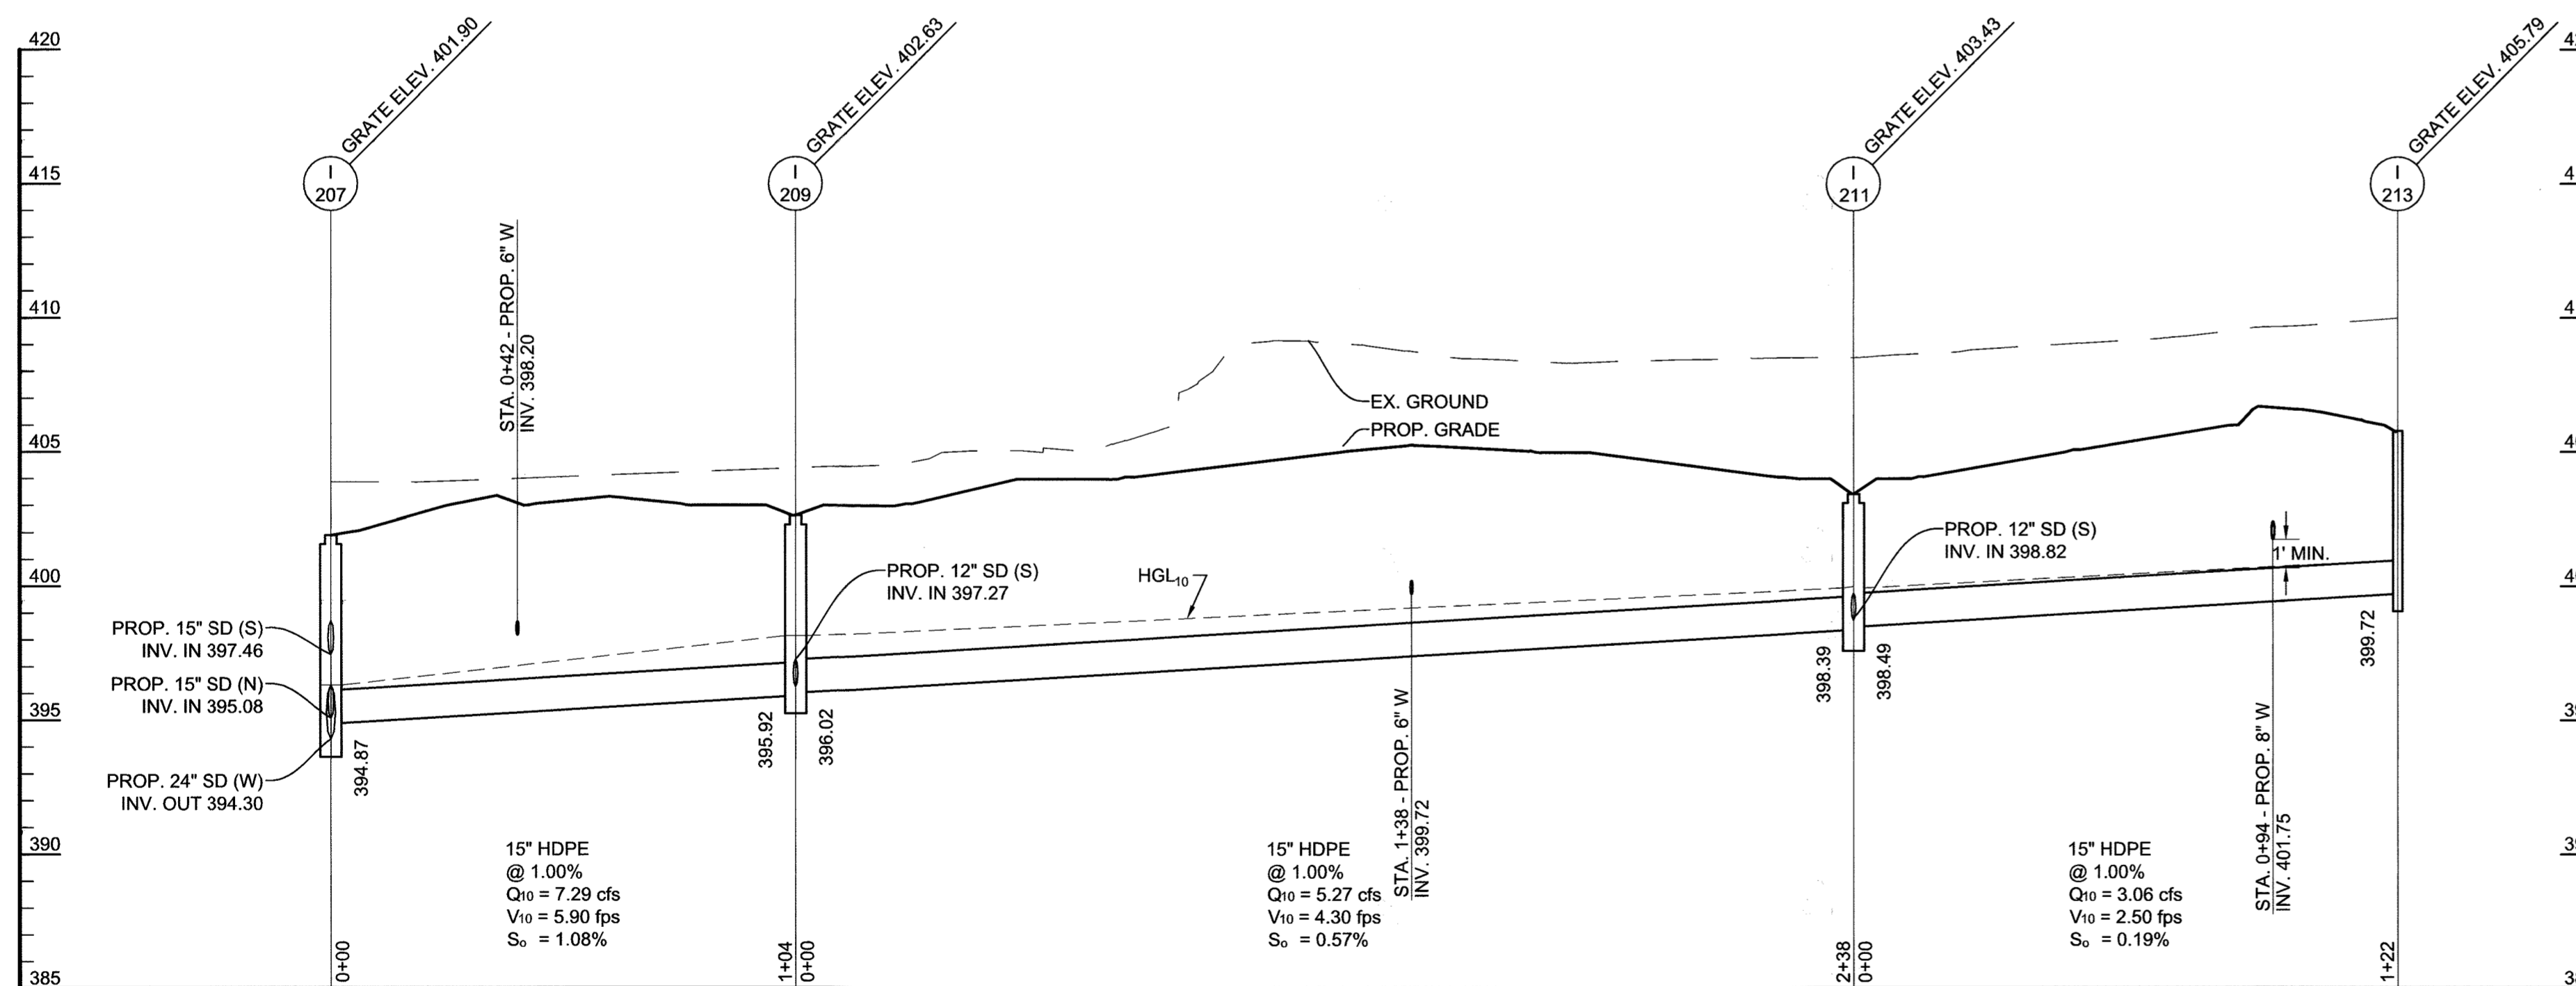 420
415
410
405
400
395
390
385
GRATE ELEV. 401.90
I
207
GRATE ELEV. 402.63
I
209
GRATE ELEV. 403.43
I
211
GRATE ELEV. 405.79
I
213
STA. 0+42 - PROP. 6" W
INV. 398.20
EX. GROUND
PROP. GRADE
HGL10
PROP. 15" SD (S)
INV. IN 397.46
PROP. 15" SD (N)
INV. IN 395.08
PROP. 24" SD (W)
INV. OUT 394.30
394.87
PROP. 12" SD (S)
INV. IN 397.27
395.92
396.02
PROP. 12" SD (S)
INV. IN 398.82
398.39
398.49
1' MIN.
399.72
STA. 1+38 - PROP. 6" W
INV. 399.72
STA. 0+94 - PROP. 8" W
INV. 401.75
15" HDPE
@ 1.00%
Q10 = 7.29 cfs
V10 = 5.90 fps
So = 1.08%
15" HDPE
@ 1.00%
Q10 = 5.27 cfs
V10 = 4.30 fps
So = 0.57%
15" HDPE
@ 1.00%
Q10 = 3.06 cfs
V10 = 2.50 fps
So = 0.19%
0+00
1+04
0+00
2+38
0+00
1+22